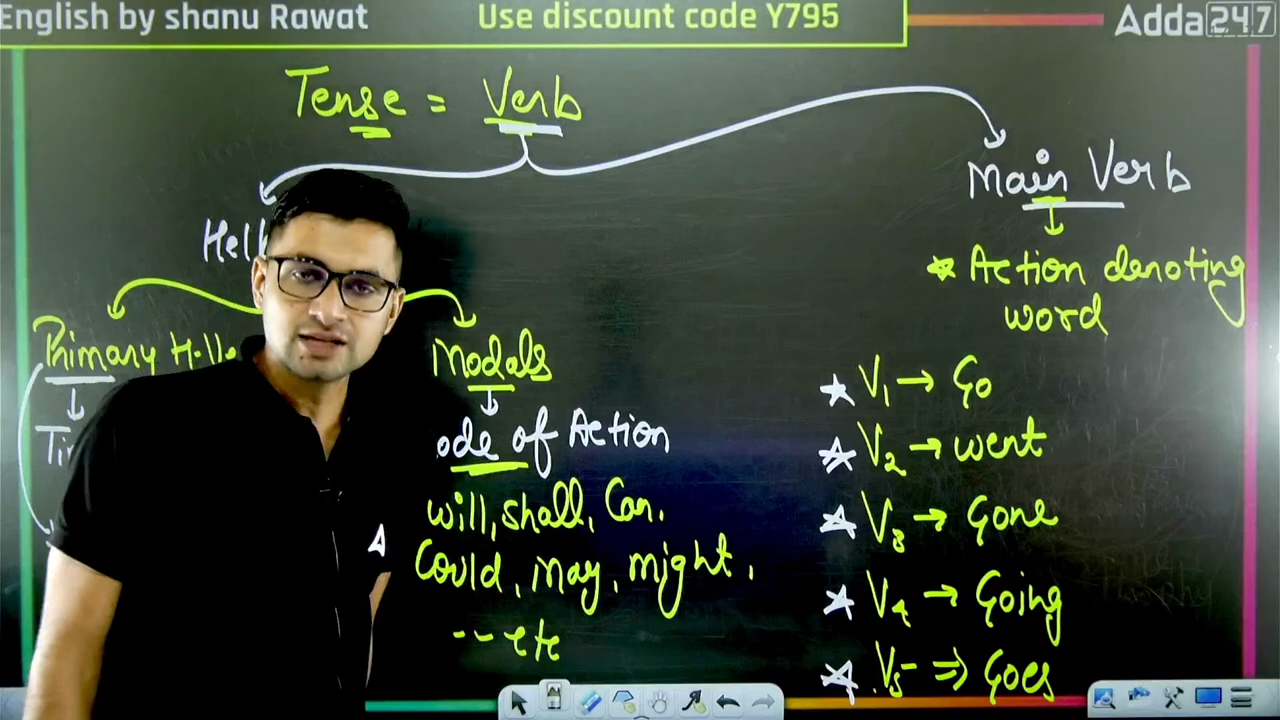 English by shanu Rawat
Use discount code Y795
Adda247
Tense = Verb
Main Verb
★ Action denoting
word
Primary
Modals
of Action
will, shall, Can,
Could, May, might,
-- etc
★ V1 → Go
★ V2 → went
★ V3 → Gone
★ V4 → Going
★ V5 ⇒ Goes